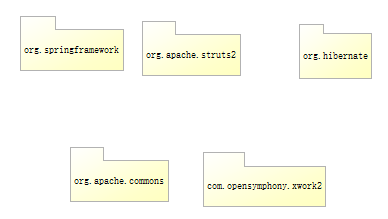 org.springframework
org.apache.struts2
org.hibernate
org.apache.commons
com.opensymphony.xwork2